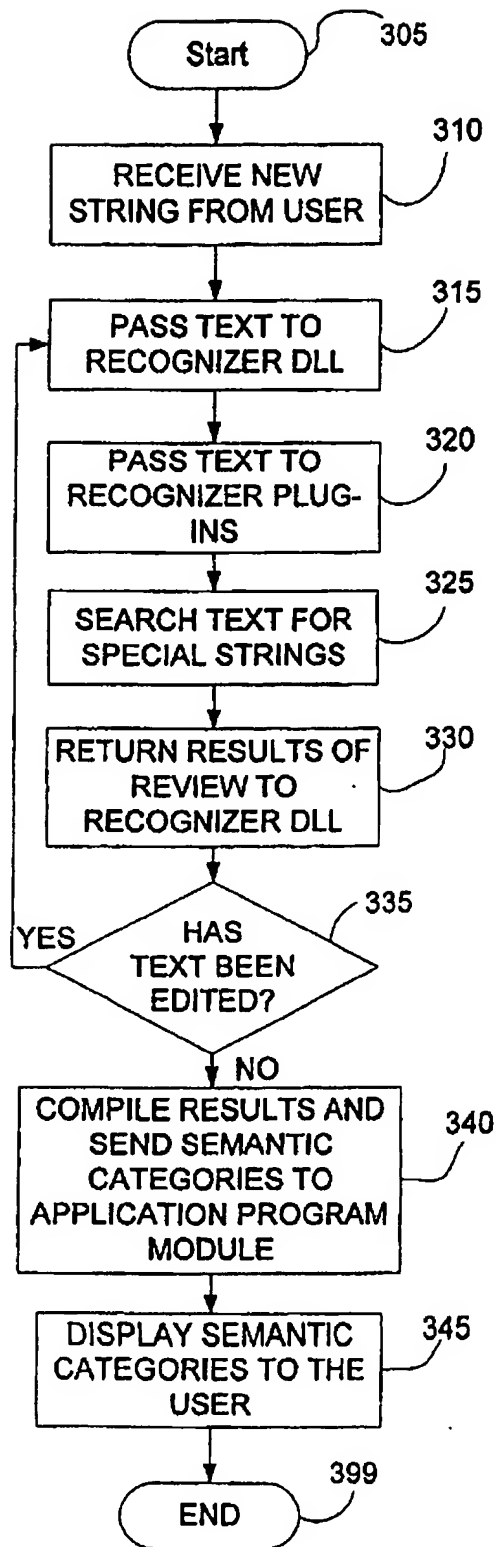 Start
305
310
RECEIVE NEW
STRING FROM USER
315
PASS TEXT TO
RECOGNIZER DLL
320
PASS TEXT TO
RECOGNIZER PLUG-
INS
325
SEARCH TEXT FOR
SPECIAL STRINGS
330
RETURN RESULTS OF
REVIEW TO
RECOGNIZER DLL
335
YES
HAS
TEXT BEEN
EDITED?
NO
COMPILE RESULTS AND
SEND SEMANTIC
CATEGORIES TO
APPLICATION PROGRAM
MODULE
340
345
DISPLAY SEMANTIC
CATEGORIES TO THE
USER
399
END